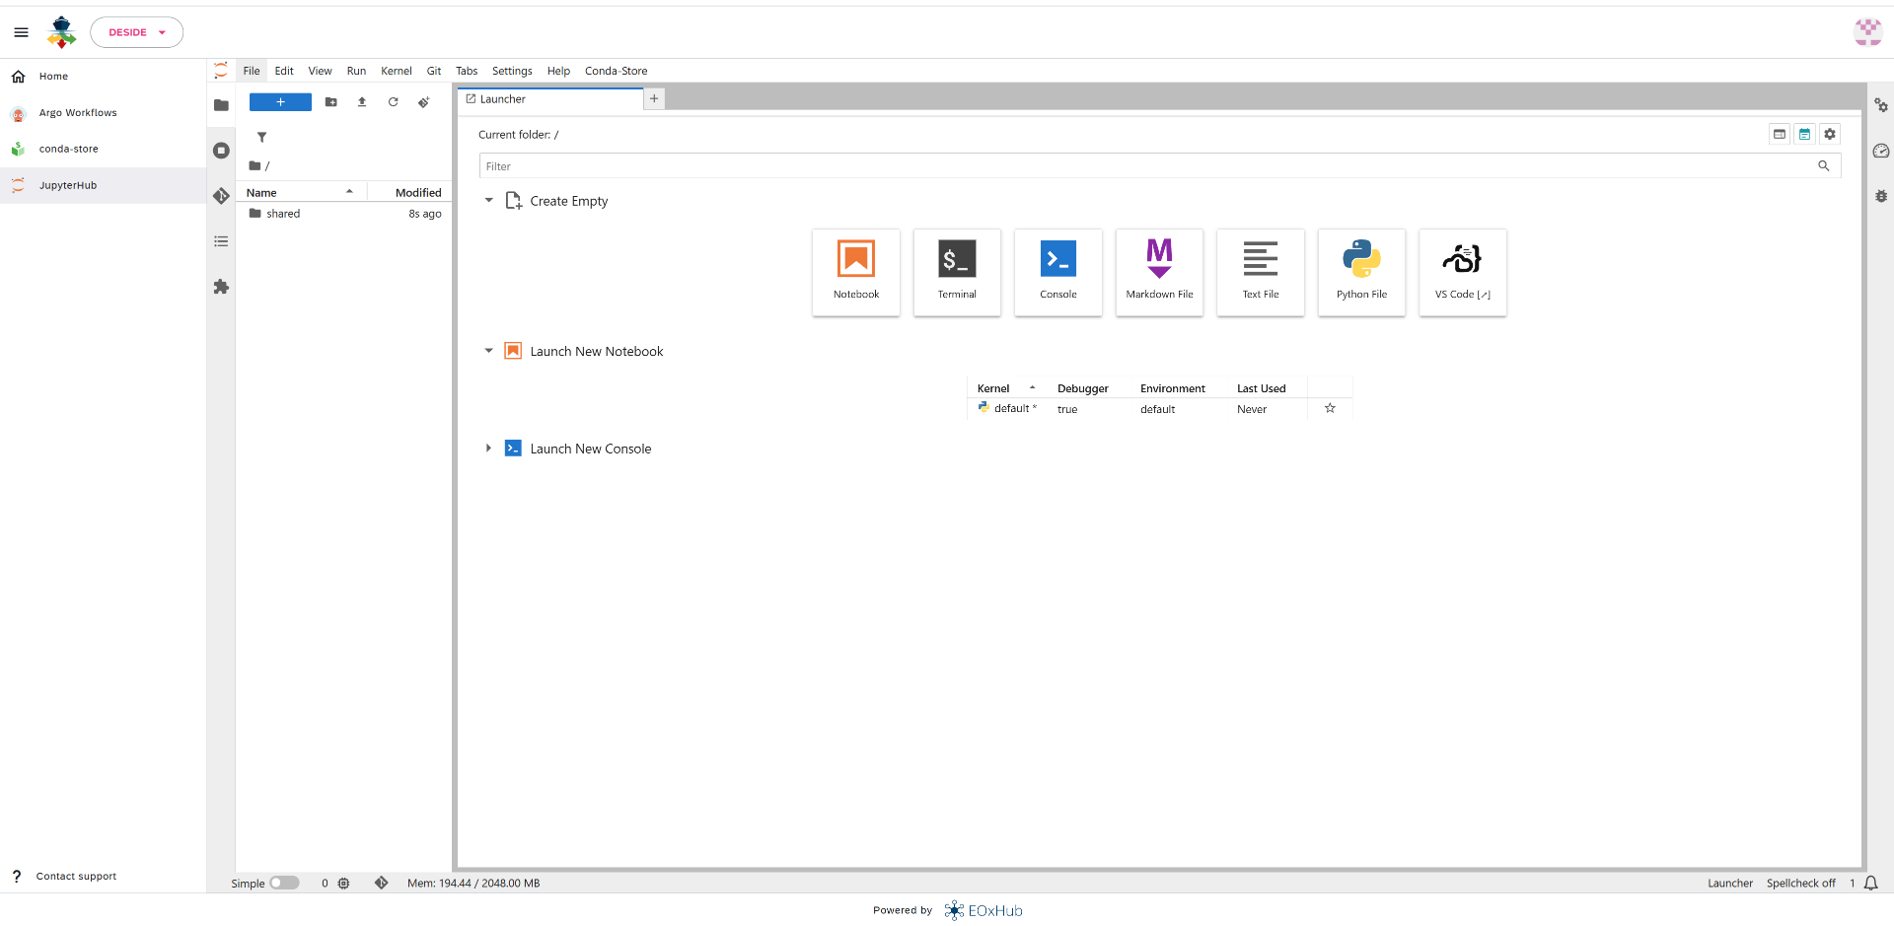 DESIDE
Home
Argo Workflows
conda-store
JupyterHub
Contact support
File Edit View Run Kernel Git Tabs Settings Help Conda-Store
+
/
Name Modified
shared 8s ago
Launcher +
Current folder: /
Filter
Create Empty
Notebook
$_
Terminal
Console
M
Markdown File
Text File
Python File
VS Code [↗]
Launch New Notebook
Kernel Debugger Environment Last Used
default * true default Never
Launch New Console
Simple 0 Mem: 194.44 / 2048.00 MB Launcher Spellcheck off 1
Powered by EOxHub